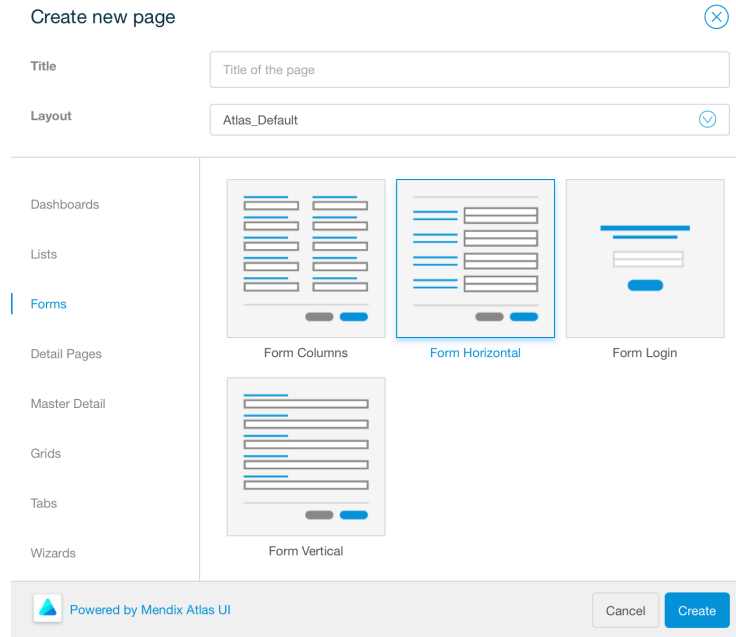 Create new page
Title
Title of the page
Layout
Atlas_Default
Dashboards
Lists
Forms
Detail Pages
Master Detail
Grids
Tabs
Wizards
Form Columns
Form Horizontal
Form Login
Form Vertical
Powered by Mendix Atlas UI
Cancel
Create